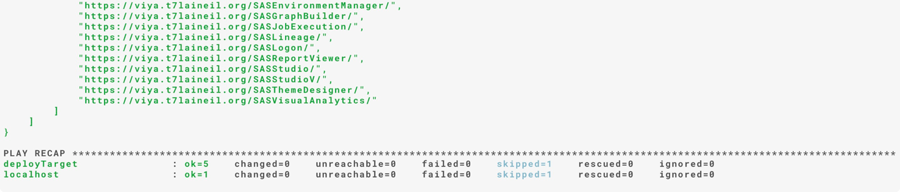 "https://viya.t7laineil.org/SASEnvironmentManager/",
"https://viya.t7laineil.org/SASGraphBuilder/",
"https://viya.t7laineil.org/SASJobExecution/",
"https://viya.t7laineil.org/SASLineage/",
"https://viya.t7laineil.org/SASLogon/",
"https://viya.t7laineil.org/SASReportViewer/",
"https://viya.t7laineil.org/SASStudio/",
"https://viya.t7laineil.org/SASStudioV/",
"https://viya.t7laineil.org/SASThemeDesigner/",
"https://viya.t7laineil.org/SASVisualAnalytics/"
]
]
}
PLAY RECAP ***************************************************************************************************
deployTarget : ok=5 changed=0 unreachable=0 failed=0 skipped=1 rescued=0 ignored=0
localhost : ok=1 changed=0 unreachable=0 failed=0 skipped=1 rescued=0 ignored=0